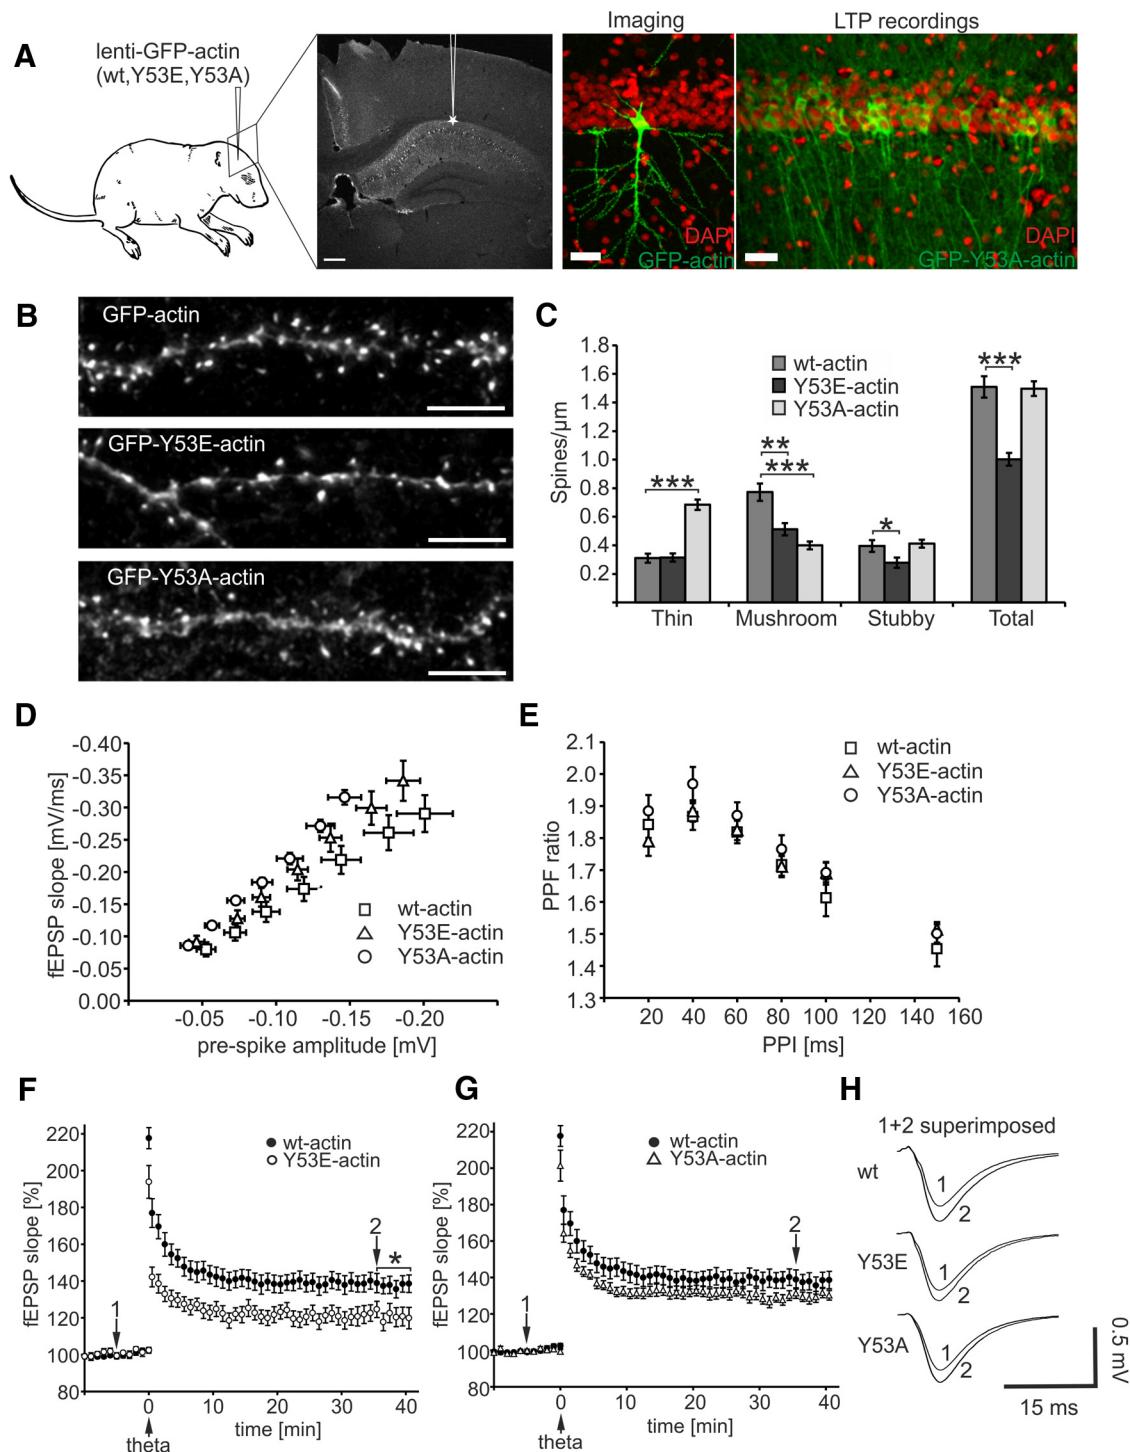 A
lenti-GFP-actin
(wt,Y53E,Y53A)
Imaging
LTP recordings
DAPI
GFP-actin
DAPI
GFP-Y53A-actin
B
GFP-actin
GFP-Y53E-actin
GFP-Y53A-actin
C
1.8
1.6
1.4
1.2
1.0
0.8
0.6
0.4
0.2
Spines/µm
wt-actin
Y53E-actin
Y53A-actin
***
**
***
*
***
Thin
Mushroom
Stubby
Total
D
-0.40
-0.35
-0.30
-0.25
-0.20
-0.15
-0.10
-0.05
0.00
fEPSP slope [mV/ms]
wt-actin
Y53E-actin
Y53A-actin
-0.05
-0.10
-0.15
-0.20
pre-spike amplitude [mV]
E
2.1
2.0
1.9
1.8
1.7
1.6
1.5
1.4
1.3
PPF ratio
wt-actin
Y53E-actin
Y53A-actin
20
40
60
80
100
140
160
PPI [ms]
F
220
200
180
160
140
120
100
80
fEPSP slope [%]
wt-actin
Y53E-actin
1
2
*
0
10
20
30
40
time [min]
theta
G
220
200
180
160
140
120
100
80
fEPSP slope [%]
wt-actin
Y53A-actin
1
2
0
10
20
30
40
time [min]
theta
H
1+2 superimposed
wt
1
2
Y53E
1
2
Y53A
1
2
0.5 mV
15 ms